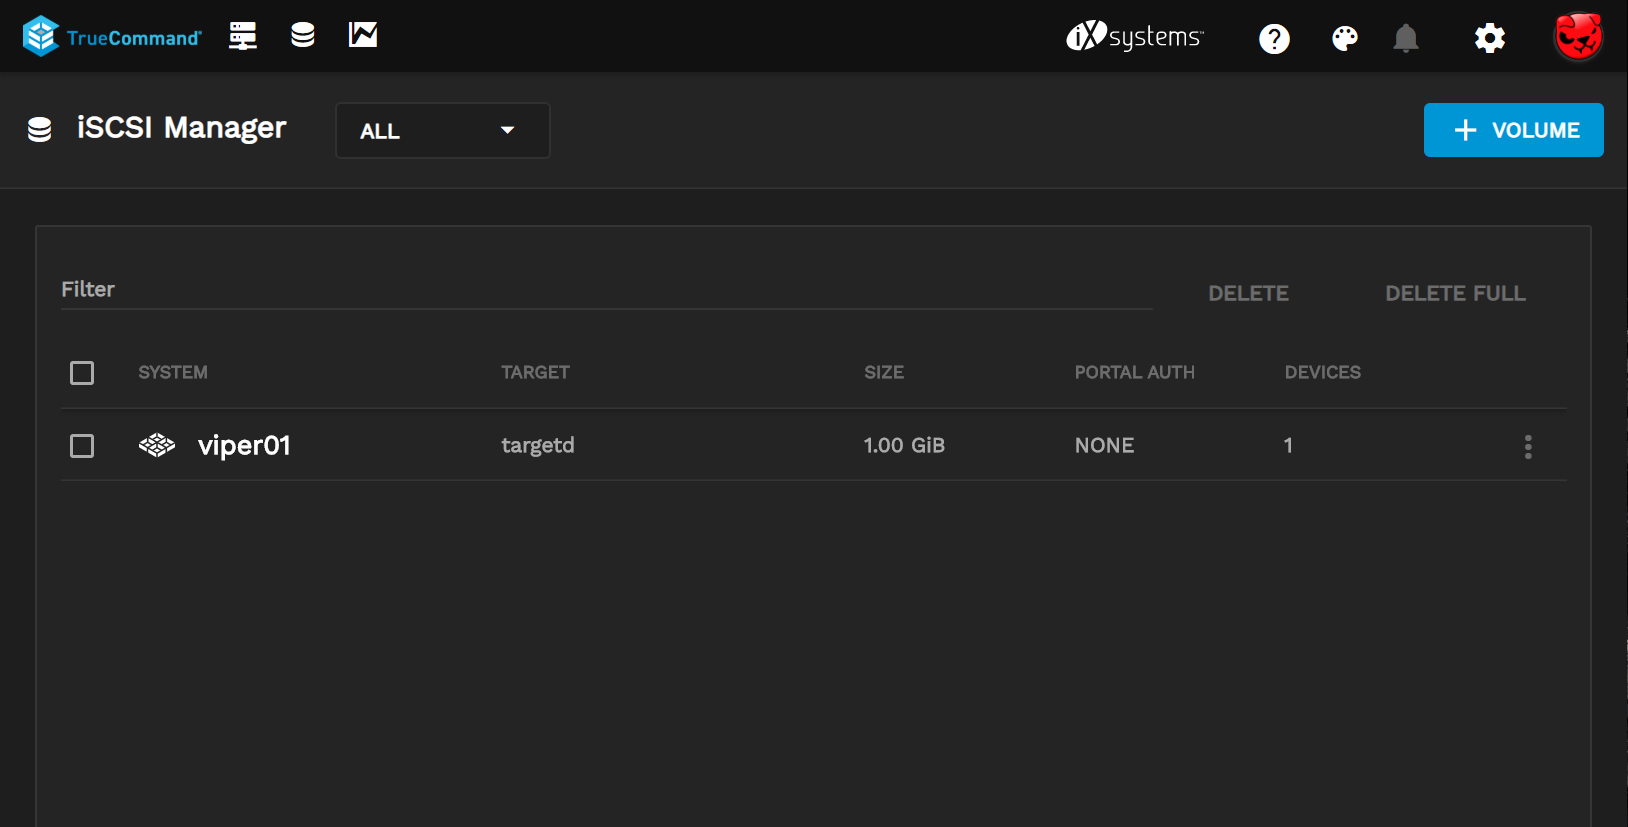 TrueCommand®
iXsystems™
?
iSCSI Manager
ALL
+ VOLUME
Filter
DELETE
DELETE FULL
SYSTEM TARGET SIZE PORTAL AUTH DEVICES
viper01 targetd 1.00 GiB NONE 1